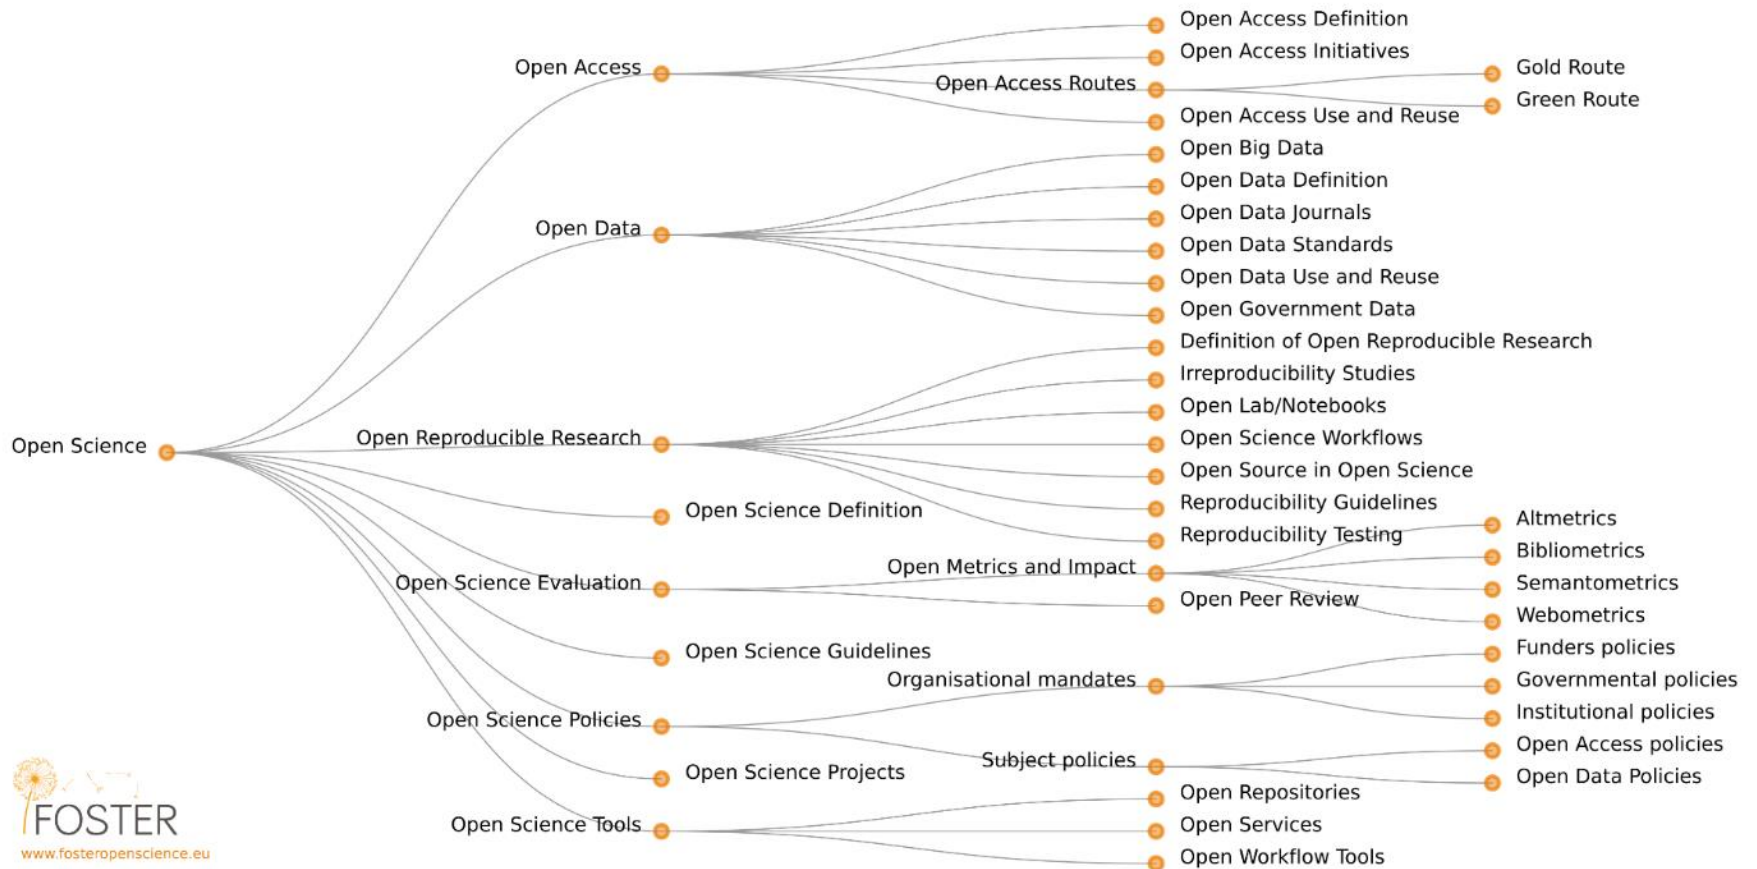 Open Science
Open Access
Open Access Definition
Open Access Initiatives
Open Access Routes
Gold Route
Green Route
Open Access Use and Reuse
Open Data
Open Big Data
Open Data Definition
Open Data Journals
Open Data Standards
Open Data Use and Reuse
Open Government Data
Open Reproducible Research
Definition of Open Reproducible Research
Irreproducibility Studies
Open Lab/Notebooks
Open Science Workflows
Open Source in Open Science
Reproducibility Guidelines
Reproducibility Testing
Open Science Definition
Open Science Evaluation
Open Metrics and Impact
Altmetrics
Bibliometrics
Semantometrics
Webometrics
Open Peer Review
Open Science Guidelines
Open Science Policies
Organisational mandates
Funders policies
Governmental policies
Institutional policies
Subject policies
Open Access policies
Open Data Policies
Open Science Projects
Open Science Tools
Open Repositories
Open Services
Open Workflow Tools
FOSTER
www.fosteropenscience.eu